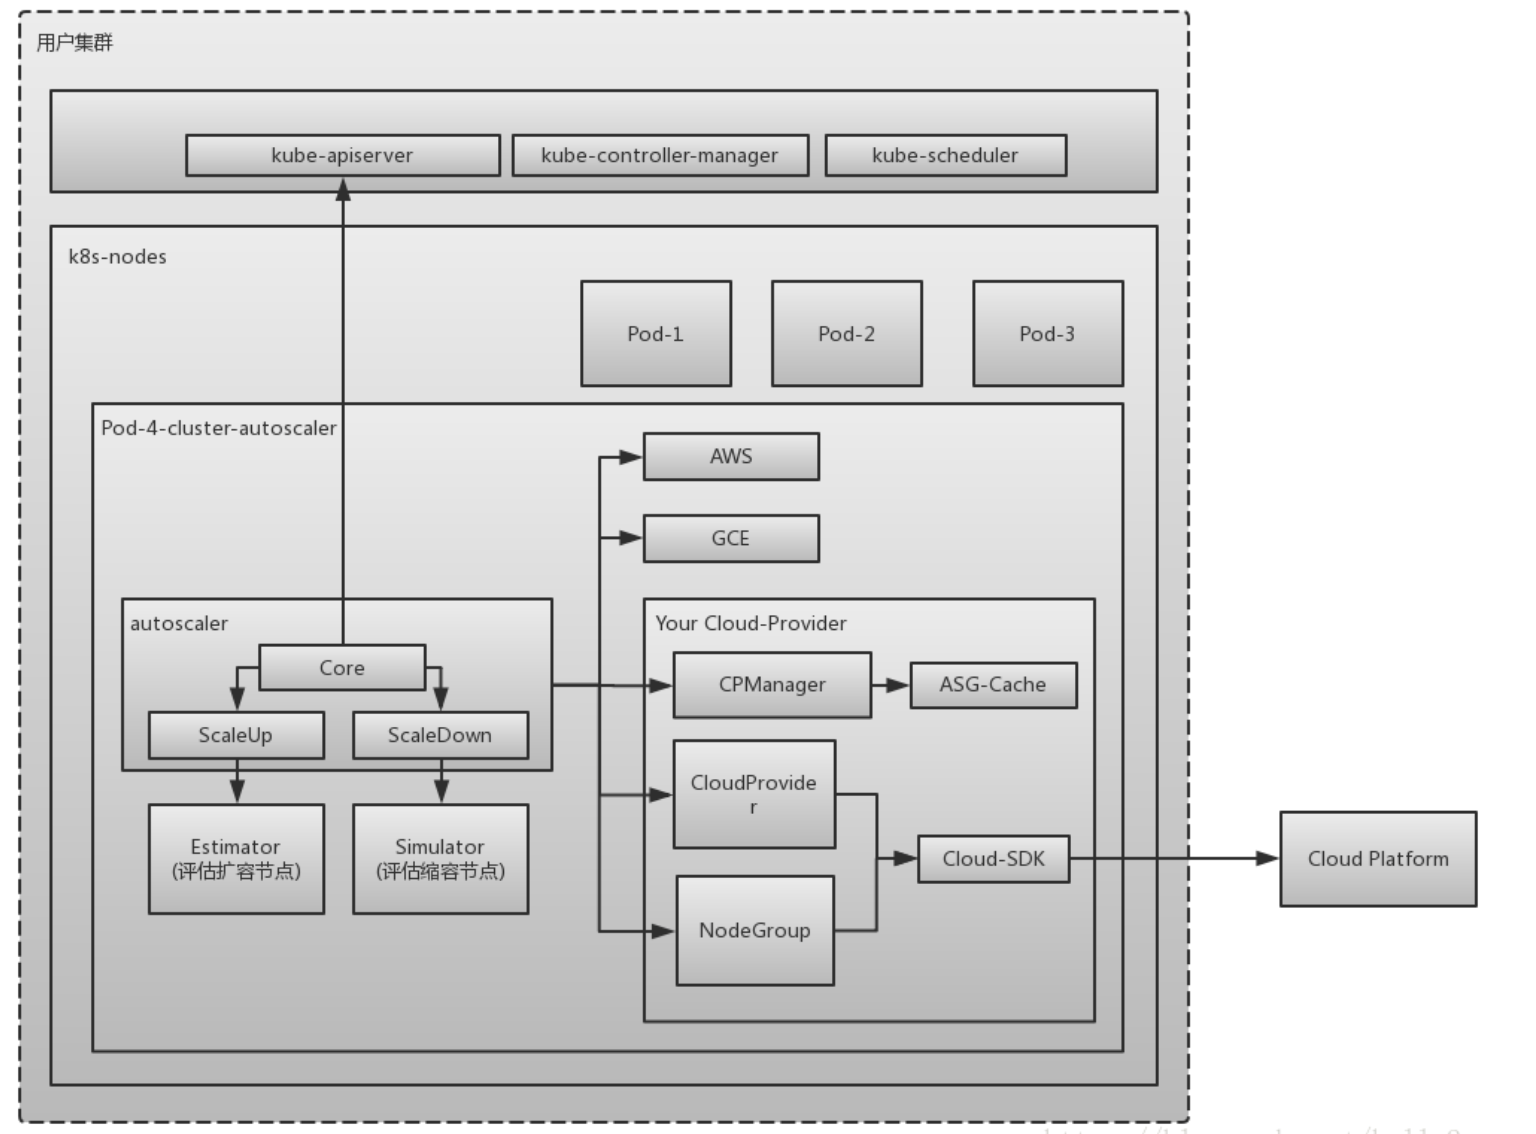 用户集群
kube-apiserver
kube-controller-manager
kube-scheduler
k8s-nodes
Pod-1
Pod-2
Pod-3
Pod-4-cluster-autoscaler
AWS
GCE
autoscaler
Core
ScaleUp
ScaleDown
Estimator
(评估扩容节点)
Simulator
(评估缩容节点)
Your Cloud-Provider
CPManager
ASG-Cache
CloudProvide
r
NodeGroup
Cloud-SDK
Cloud Platform